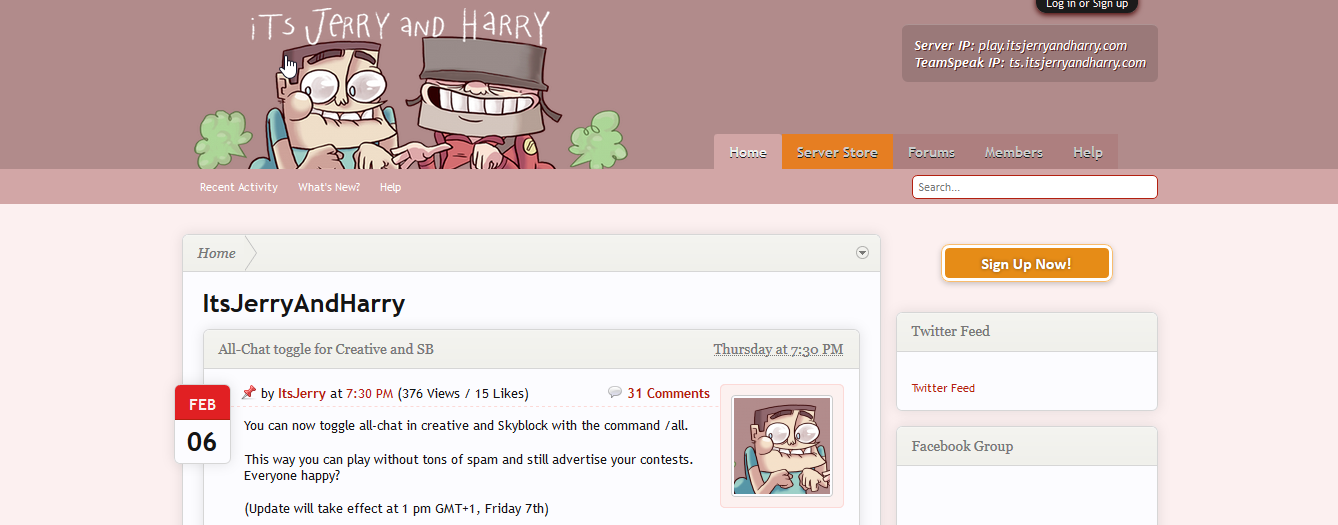 iTs JERRY AND HARRY
Log in or Sign up
Server IP: play.itsjerryandharry.com
TeamSpeak IP: ts.itsjerryandharry.com
Home Server Store Forums Members Help
Recent Activity What's New? Help
Search...
Home
Sign Up Now!
ItsJerryAndHarry
All-Chat toggle for Creative and SB Thursday at 7:30 PM
FEB
06
by ItsJerry at 7:30 PM (376 Views / 15 Likes) 31 Comments
You can now toggle all-chat in creative and Skyblock with the command /all.
This way you can play without tons of spam and still advertise your contests.
Everyone happy?
(Update will take effect at 1 pm GMT+1, Friday 7th)
Twitter Feed
Twitter Feed
Facebook Group